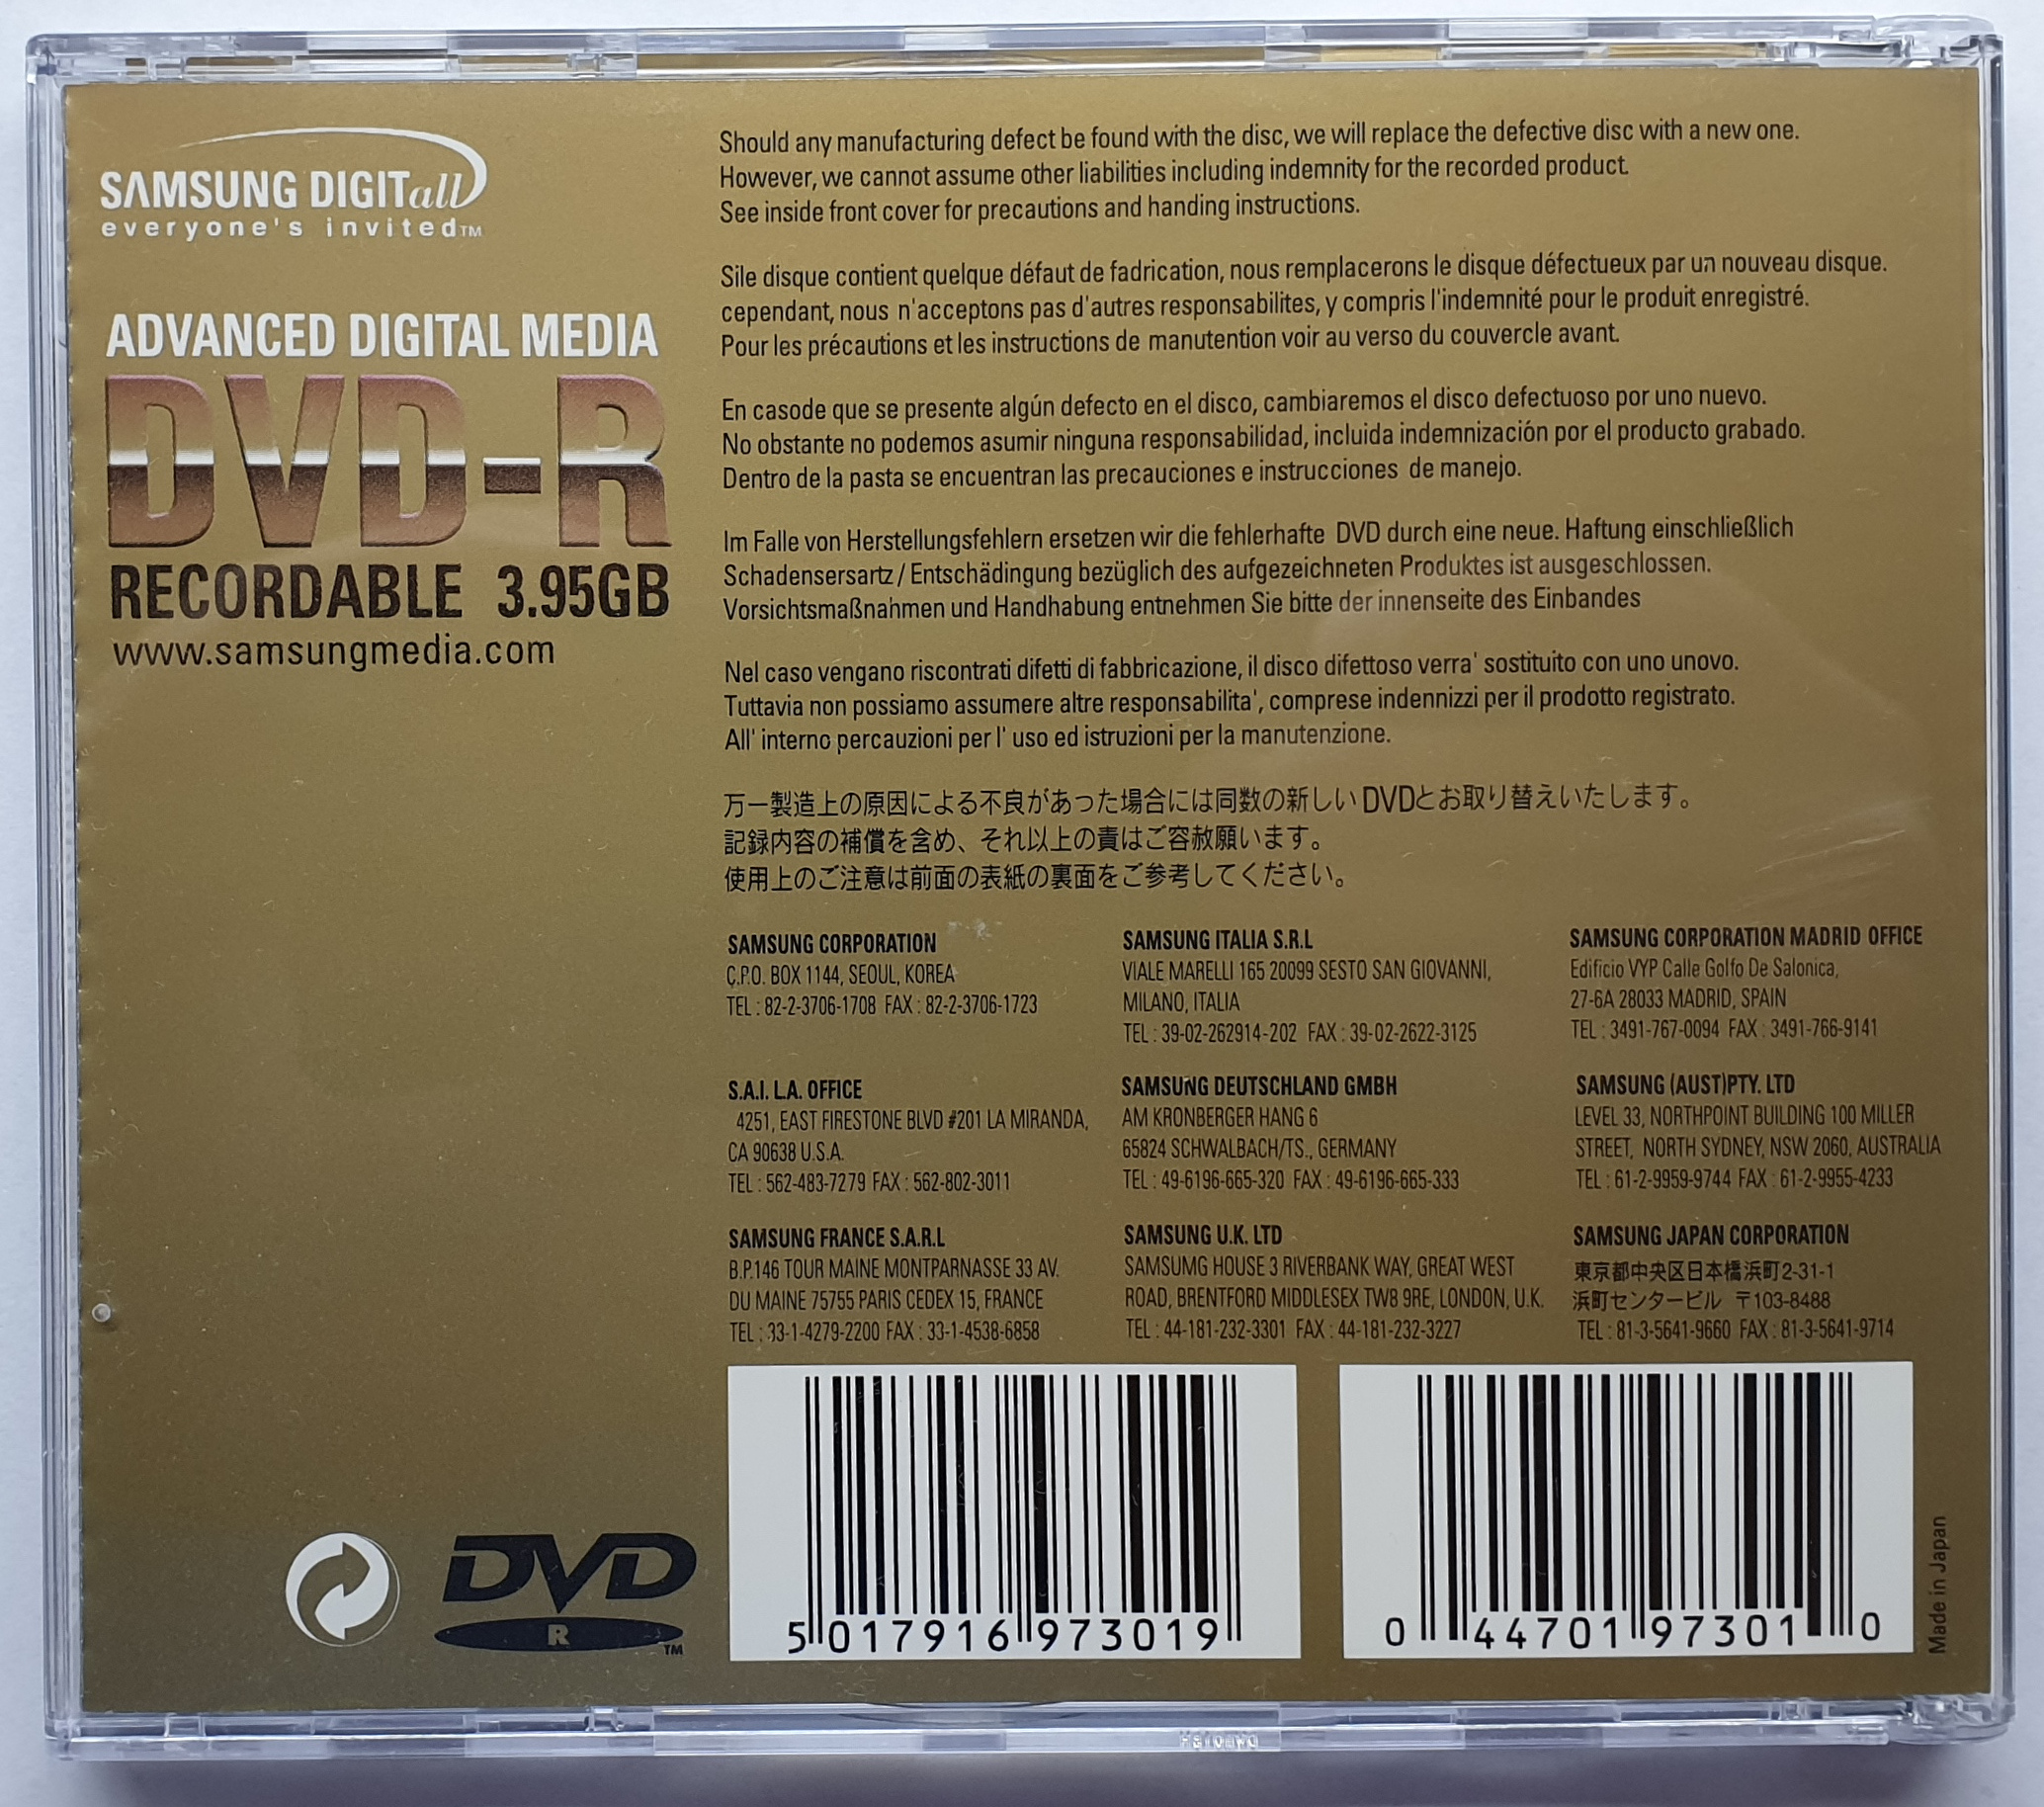 SAMSUNG DIGITall
everyone's invited™
ADVANCED DIGITAL MEDIA
DVD-R
RECORDABLE 3.95GB
www.samsungmedia.com
Should any manufacturing defect be found with the disc, we will replace the defective disc with a new one.
However, we cannot assume other liabilities including indemnity for the recorded product.
See inside front cover for precautions and handing instructions.
Sile disque contient quelque défaut de fadrication, nous remplacerons le disque défectueux par un nouveau disque.
cependant, nous n'acceptons pas d'autres responsabilites, y compris l'indemnité pour le produit enregistré.
Pour les précautions et les instructions de manutention voir au verso du couvercle avant.
En casode que se presente algún defecto en el disco, cambiaremos el disco defectuoso por uno nuevo.
No obstante no podemos asumir ninguna responsabilidad, incluida indemnización por el producto grabado.
Dentro de la pasta se encuentran las precauciones e instrucciones de manejo.
Im Falle von Herstellungsfehlern ersetzen wir die fehlerhafte DVD durch eine neue. Haftung einschließlich
Schadensersartz / Entschädingung bezüglich des aufgezeichneten Produktes ist ausgeschlossen.
Vorsichtsmaßnahmen und Handhabung entnehmen Sie bitte der innenseite des Einbandes
Nel caso vengano riscontrati difetti di fabbricazione, il disco difettoso verra' sostituito con uno unovo.
Tuttavia non possiamo assumere altre responsabilita', comprese indennizzi per il prodotto registrato.
All' interno percauzioni per l' uso ed istruzioni per la manutenzione.
万一製造上の原因による不良があった場合には同数の新しいDVDとお取り替えいたします。
記録内容の補償を含め、それ以上の責はご容赦願います。
使用上のご注意は前面の表紙の裏面をご参考してください。
SAMSUNG CORPORATION
C.P.O. BOX 1144, SEOUL, KOREA
TEL : 82-2-3706-1708 FAX : 82-2-3706-1723
SAMSUNG ITALIA S.R.L
VIALE MARELLI 165 20099 SESTO SAN GIOVANNI,
MILANO, ITALIA
TEL : 39-02-262914-202 FAX : 39-02-2622-3125
SAMSUNG CORPORATION MADRID OFFICE
Edificio VYP Calle Golfo De Salonica,
27-6A 28033 MADRID, SPAIN
TEL : 3491-767-0094 FAX : 3491-766-9141
S.A.I. L.A. OFFICE
4251, EAST FIRESTONE BLVD #201 LA MIRANDA,
CA 90638 U.S.A.
TEL : 562-483-7279 FAX : 562-802-3011
SAMSUNG DEUTSCHLAND GMBH
AM KRONBERGER HANG 6
65824 SCHWALBACH/TS., GERMANY
TEL : 49-6196-665-320 FAX : 49-6196-665-333
SAMSUNG (AUST)PTY. LTD
LEVEL 33, NORTHPOINT BUILDING 100 MILLER
STREET, NORTH SYDNEY, NSW 2060, AUSTRALIA
TEL : 61-2-9959-9744 FAX : 61-2-9955-4233
SAMSUNG FRANCE S.A.R.L
B.P.146 TOUR MAINE MONTPARNASSE 33 AV.
DU MAINE 75755 PARIS CEDEX 15, FRANCE
TEL : 33-1-4279-2200 FAX : 33-1-4538-6858
SAMSUNG U.K. LTD
SAMSUMG HOUSE 3 RIVERBANK WAY, GREAT WEST
ROAD, BRENTFORD MIDDLESEX TW8 9RE, LONDON, U.K.
TEL : 44-181-232-3301 FAX : 44-181-232-3227
SAMSUNG JAPAN CORPORATION
東京都中央区日本橋浜町2-31-1
浜町センタービル 〒103-8488
TEL : 81-3-5641-9660 FAX : 81-3-5641-9714
DVD
R™
5 017916 973019
0 44701 97301 0
Made in Japan